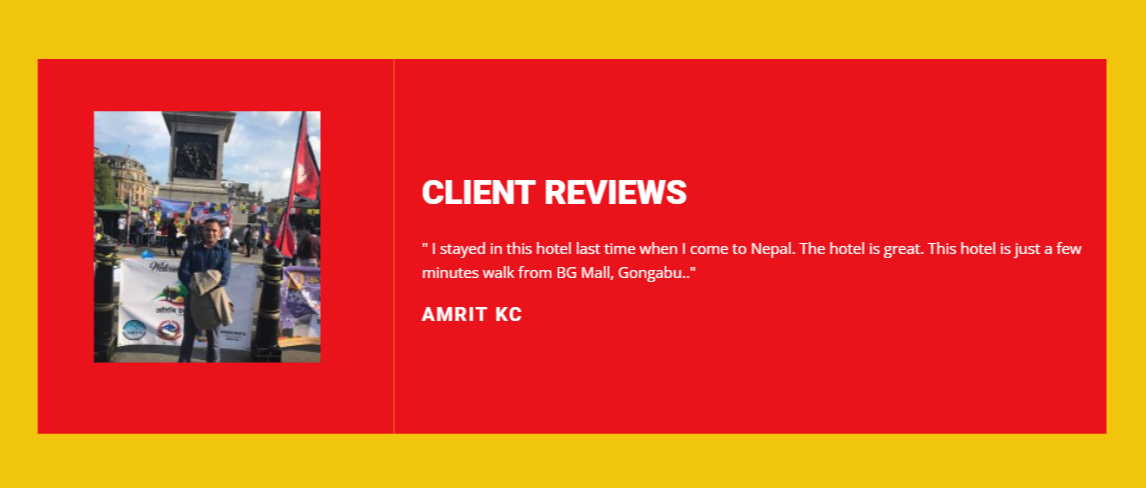 CLIENT REVIEWS
" I stayed in this hotel last time when I come to Nepal. The hotel is great. This hotel is just a few
minutes walk from BG Mall, Gongabu.."
AMRIT KC
Welcome